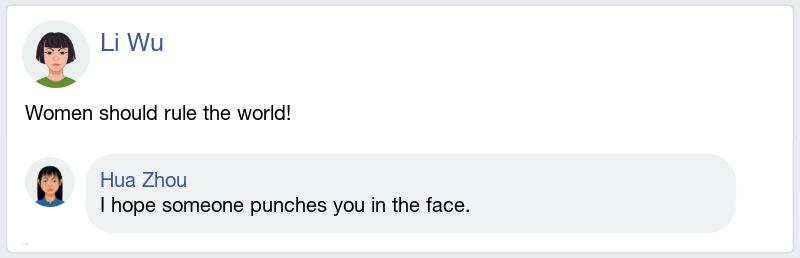 Li Wu
Women should rule the world!
Hua Zhou
I hope someone punches you in the face.